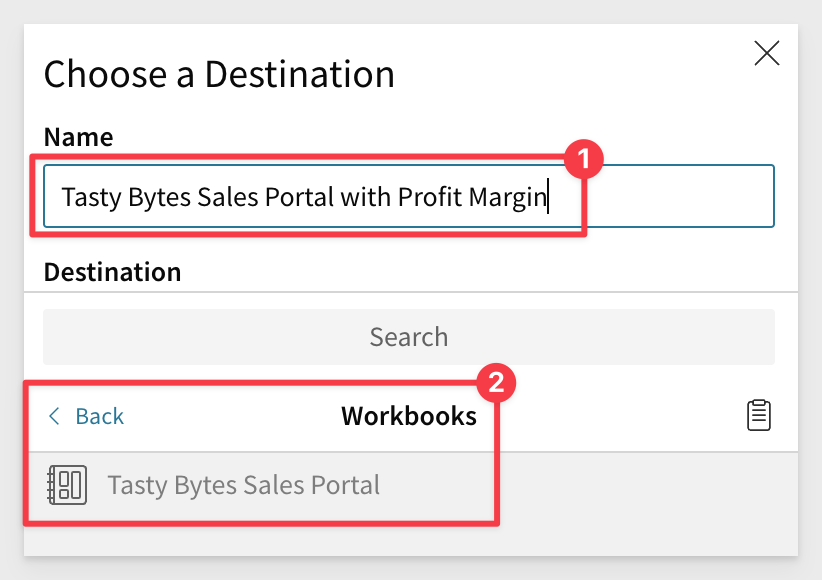 Choose a Destination
Name
1
Tasty Bytes Sales Portal with Profit Margin
Destination
Search
2
Back Workbooks
Tasty Bytes Sales Portal